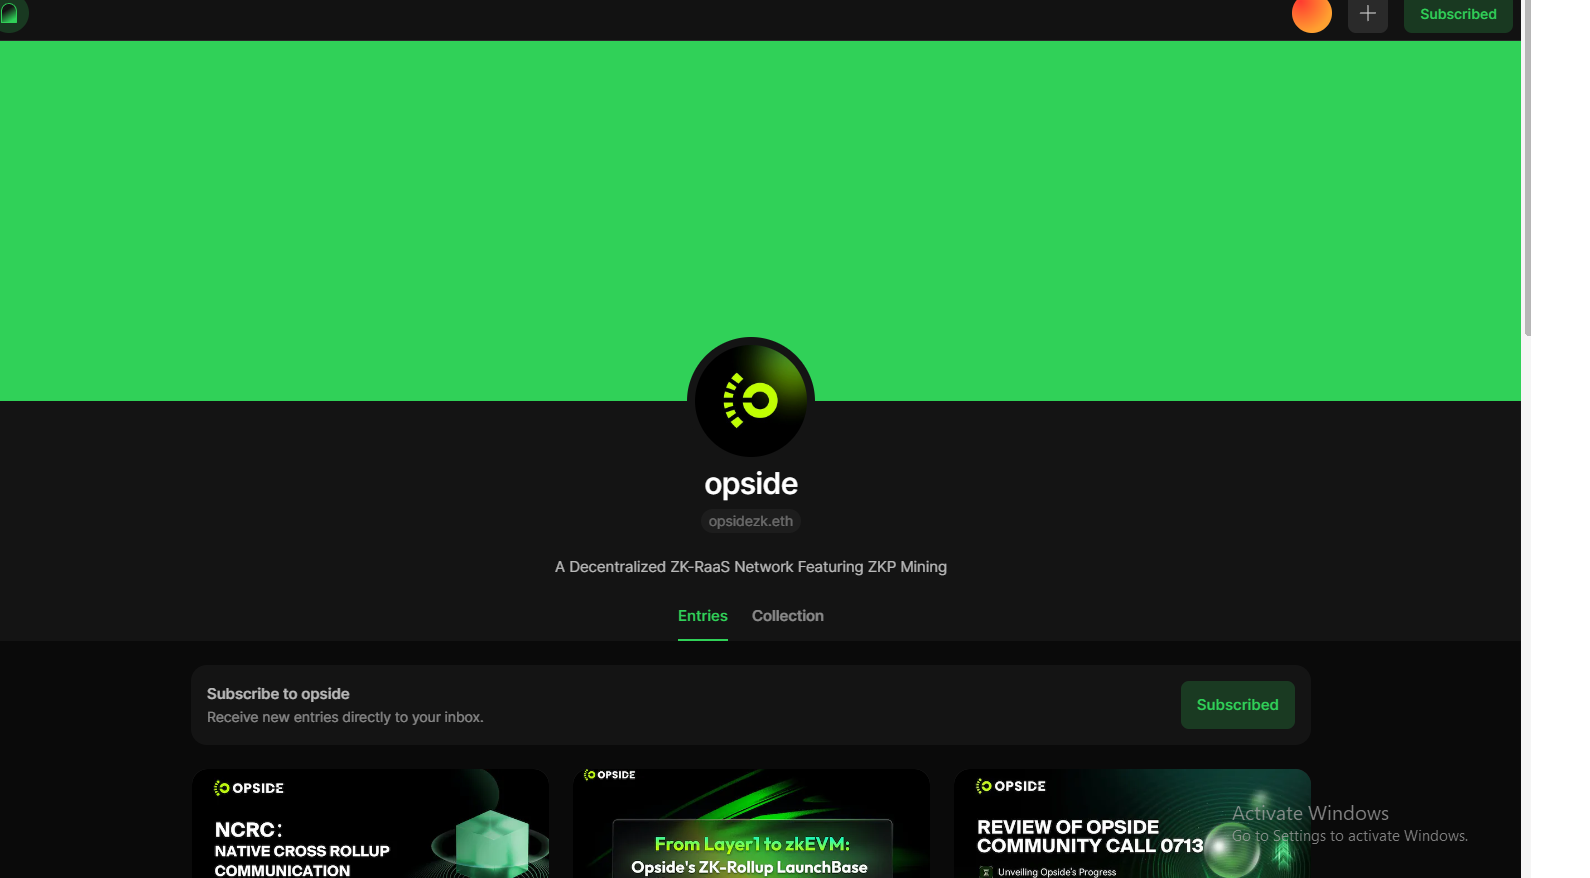 Subscribed
opside
opsidezk.eth
A Decentralized ZK-RaaS Network Featuring ZKP Mining
Entries
Collection
Subscribe to opside
Receive new entries directly to your inbox.
Subscribed
OPSIDE
NCRC:
NATIVE CROSS ROLLUP
COMMUNICATION
OPSIDE
From Layer1 to zkEVM:
Opside's ZK-Rollup LaunchBase
OPSIDE
REVIEW OF OPSIDE
COMMUNITY CALL 0713
Unveiling Opside's Progress
Activate Windows
Go to Settings to activate Windows.